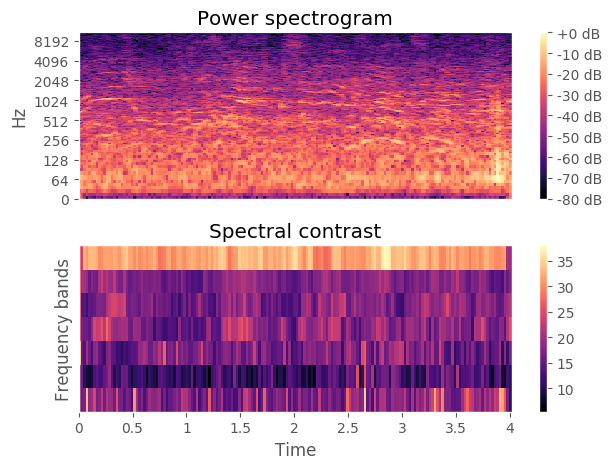 Power spectrogram
Hz
8192
4096
2048
1024
512
256
128
64
0
+0 dB
-10 dB
-20 dB
-30 dB
-40 dB
-50 dB
-60 dB
-70 dB
-80 dB
Spectral contrast
Frequency bands
35
30
25
20
15
10
0
0.5
1
1.5
2
2.5
3
3.5
4
Time